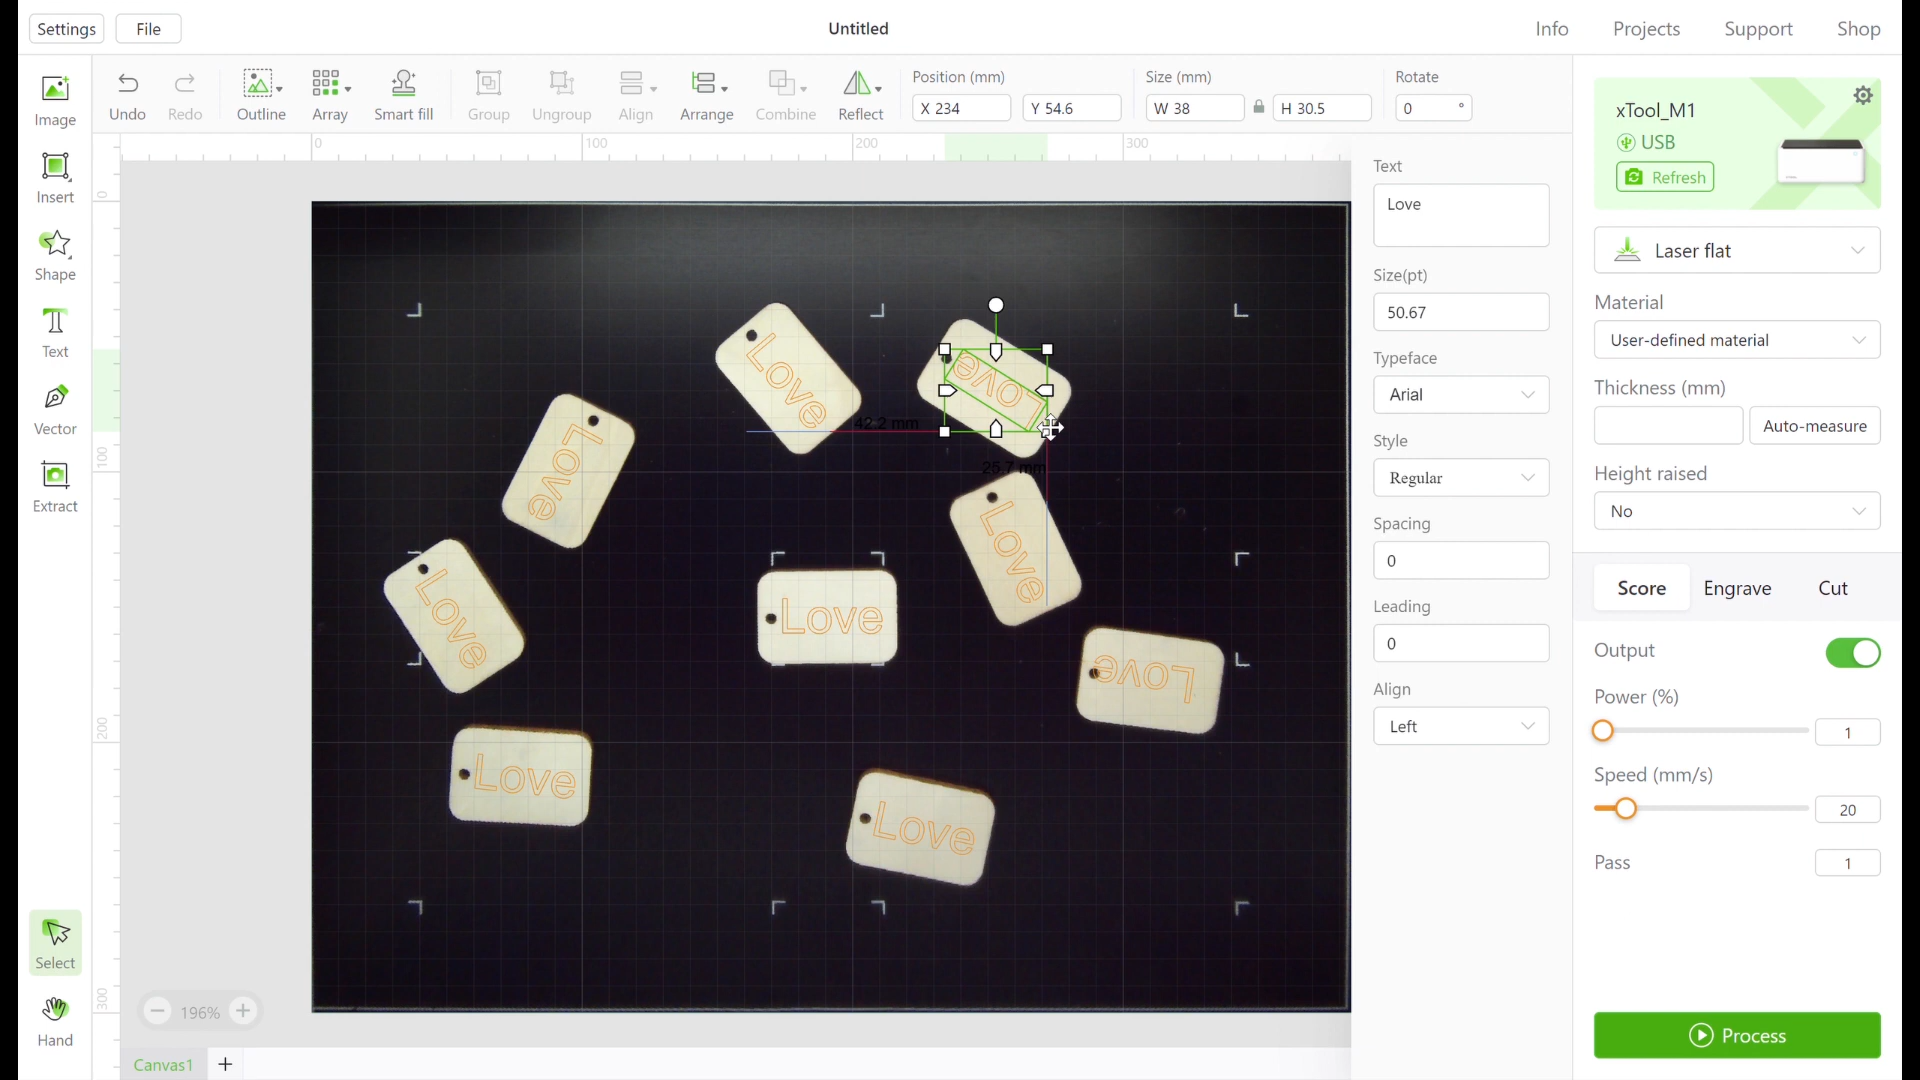 Settings
File
Untitled
Info
Projects
Support
Shop
Image
Insert
Shape
Text
Vector
Extract
Select
Hand
Undo
Redo
Outline
Array
Smart fill
Group
Ungroup
Align
Arrange
Combine
Reflect
Position (mm)
X 234
Y 54.6
Size (mm)
W 38
H 30.5
Rotate
0 °
0
100
200
300
0
100
200
300
Love
Love
Love
42.2 mm
25.7 mm
Love
Love
Love
Love
Love
Love
196%
Canvas1
Text
Love
Size(pt)
50.67
Typeface
Arial
Style
Regular
Spacing
0
Leading
0
Align
Left
xTool_M1
USB
Refresh
Laser flat
Material
User-defined material
Thickness (mm)
Auto-measure
Height raised
No
Score
Engrave
Cut
Output
Power (%)
1
Speed (mm/s)
20
Pass
1
Process